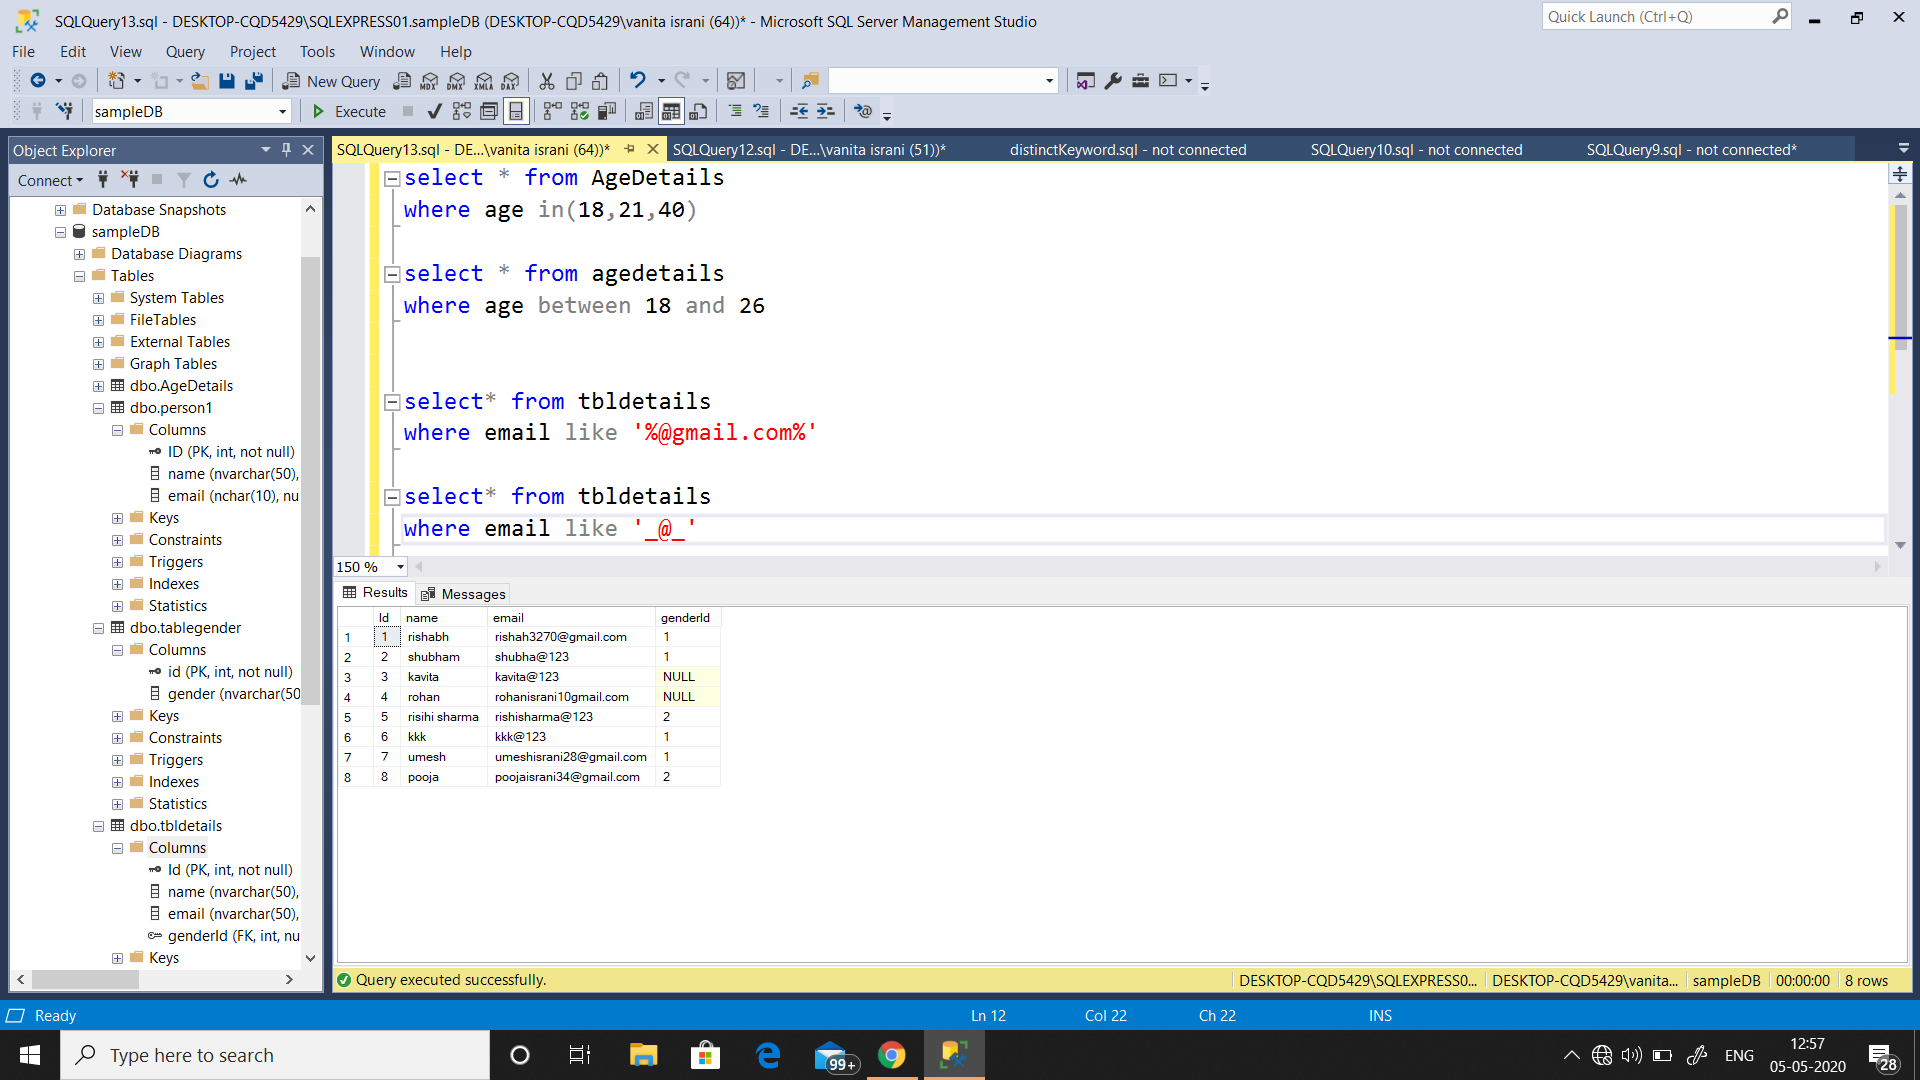 SQLQuery13.sql - DESKTOP-CQD5429\SQLEXPRESS01.sampleDB (DESKTOP-CQD5429\vanita israni (64))* - Microsoft SQL Server Management Studio
Quick Launch (Ctrl+Q)
File Edit View Query Project Tools Window Help
New Query MDX DMX XMLA DAX
sampleDB Execute
Object Explorer
SQLQuery13.sql - DE...\vanita israni (64))* SQLQuery12.sql - DE...\vanita israni (51))* distinctKeyword.sql - not connected SQLQuery10.sql - not connected SQLQuery9.sql - not connected*
Connect
Database Snapshots
sampleDB
Database Diagrams
Tables
System Tables
FileTables
External Tables
Graph Tables
dbo.AgeDetails
dbo.person1
Columns
ID (PK, int, not null)
name (nvarchar(50),
email (nchar(10), nu
Keys
Constraints
Triggers
Indexes
Statistics
dbo.tablegender
Columns
id (PK, int, not null)
gender (nvarchar(50
Keys
Constraints
Triggers
Indexes
Statistics
dbo.tbldetails
Columns
Id (PK, int, not null)
name (nvarchar(50),
email (nvarchar(50),
genderId (FK, int, nu
Keys
select * from AgeDetails
where age in(18,21,40)
select * from agedetails
where age between 18 and 26
select* from tbldetails
where email like '%@gmail.com%'
select* from tbldetails
where email like '_@_'
150 %
Results Messages
Id name email genderId
1 1 rishabh rishah3270@gmail.com 1
2 2 shubham shubha@123 1
3 3 kavita kavita@123 NULL
4 4 rohan rohanisrani10gmail.com NULL
5 5 risihi sharma rishisharma@123 2
6 6 kkk kkk@123 1
7 7 umesh umeshisrani28@gmail.com 1
8 8 pooja poojaisrani34@gmail.com 2
Query executed successfully. DESKTOP-CQD5429\SQLEXPRESS0... DESKTOP-CQD5429\vanita... sampleDB 00:00:00 8 rows
Ready Ln 12 Col 22 Ch 22 INS
Type here to search 99+ ENG 12:57
05-05-2020 28